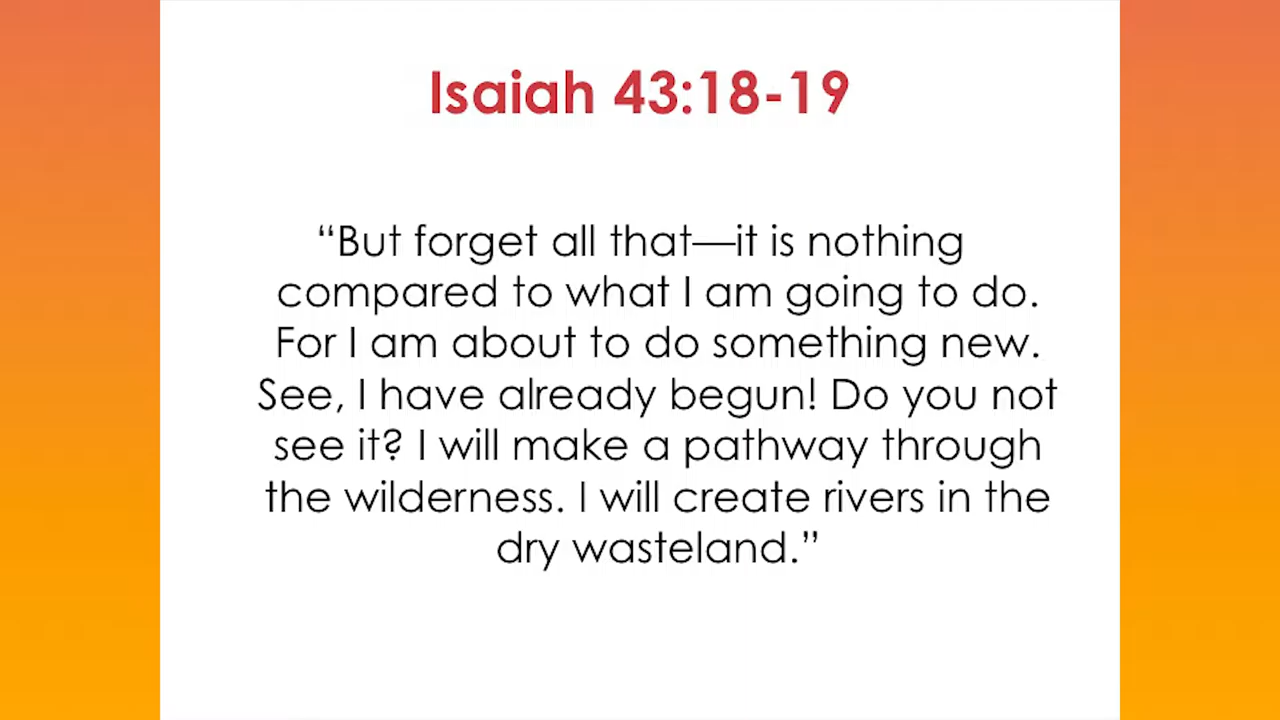 Isaiah 43:18-19
“But forget all that—it is nothing
compared to what I am going to do.
For I am about to do something new.
See, I have already begun! Do you not
see it? I will make a pathway through
the wilderness. I will create rivers in the
dry wasteland.”